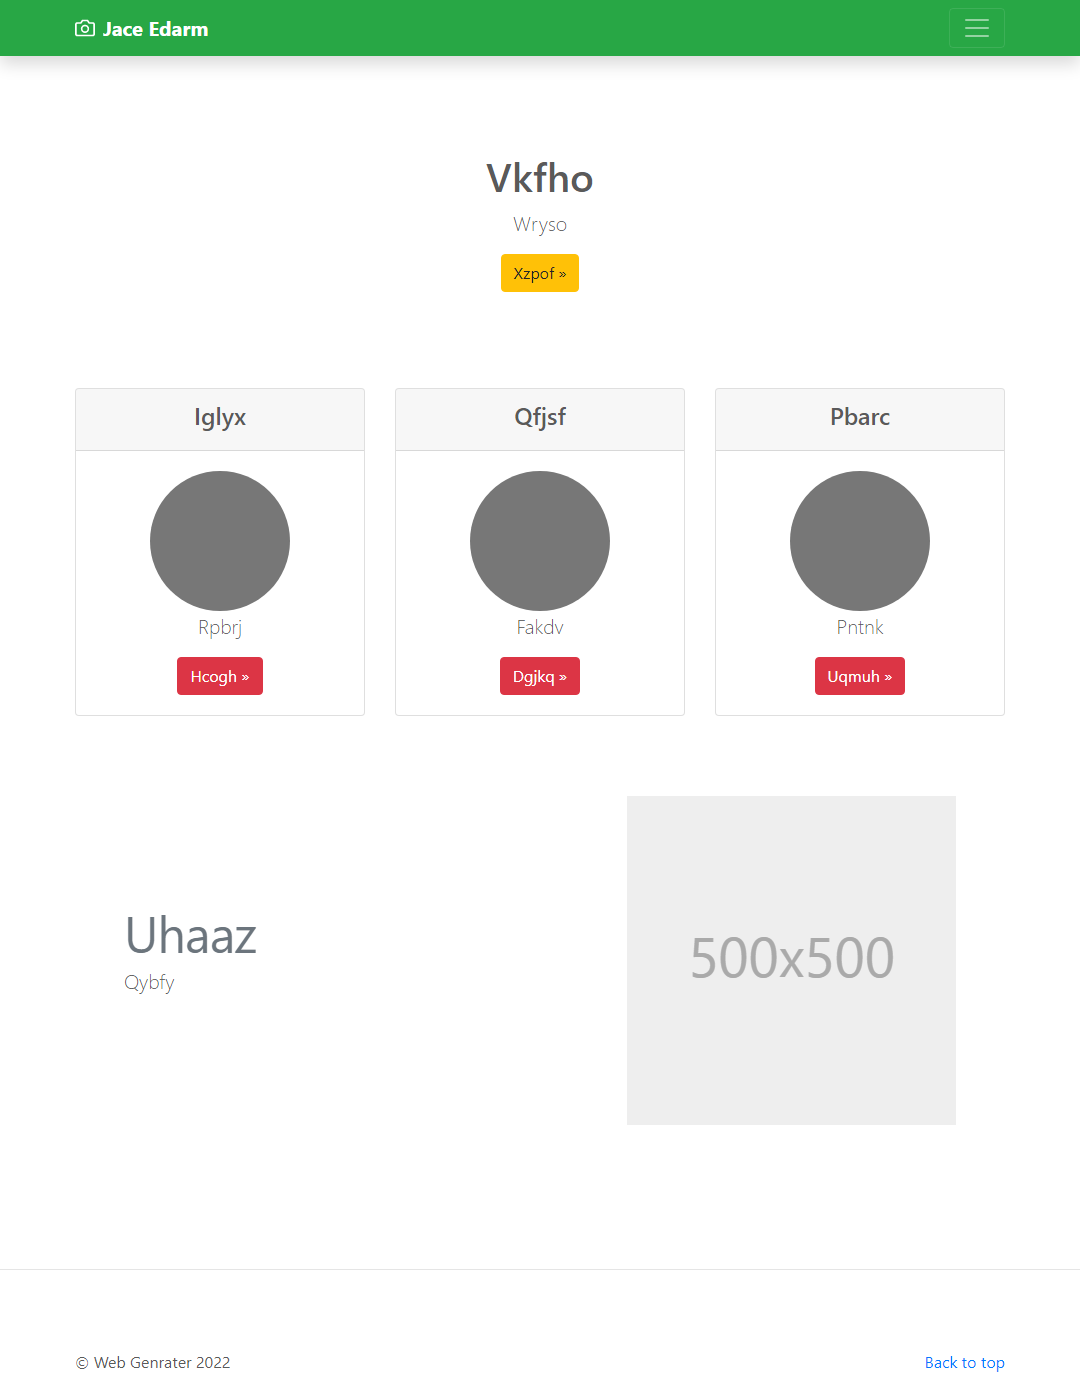 Jace Edarm
Vkfho
Wryso
Xzpof »
Iglyx
Qfjsf
Pbarc
Rpbrj
Fakdv
Pntnk
Hcogh »
Dgjkq »
Uqmuh »
Uhaaz
Qybfy
500x500
© Web Genrater 2022
Back to top